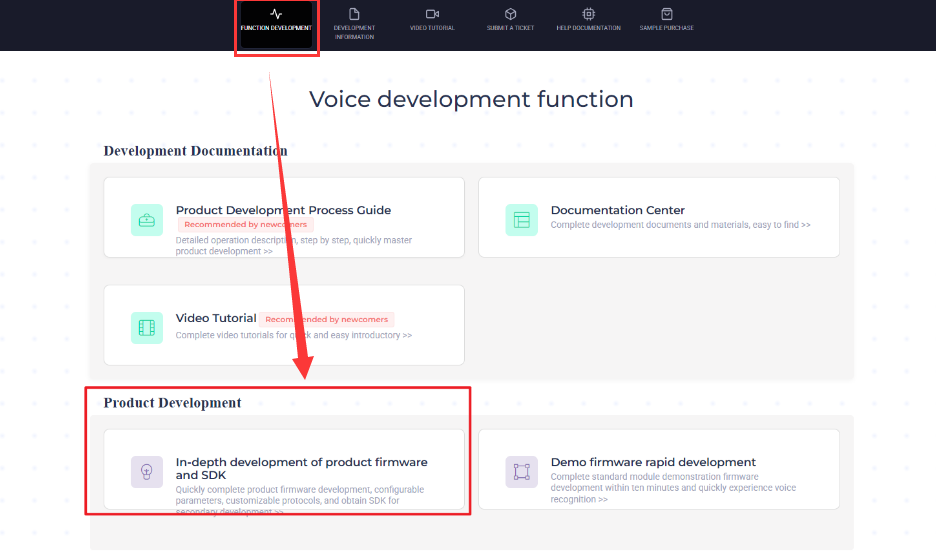 FUNCTION DEVELOPMENT
DEVELOPMENT
INFORMATION
VIDEO TUTORIAL
SUBMIT A TICKET
HELP DOCUMENTATION
SAMPLE PURCHASE
Voice development function
Development Documentation
Product Development Process Guide
Recommended by newcomers
Detailed operation description, step by step, quickly master
product development >>
Documentation Center
Complete development documents and materials, easy to find >>
Video Tutorial Recommended by newcomers
Complete video tutorials for quick and easy introductory >>
Product Development
In-depth development of product firmware
and SDK
Quickly complete product firmware development, configurable
parameters, customizable protocols, and obtain SDK for
secondary development >>
Demo firmware rapid development
Complete standard module demonstration firmware
development within ten minutes and quickly experience voice
recognition >>